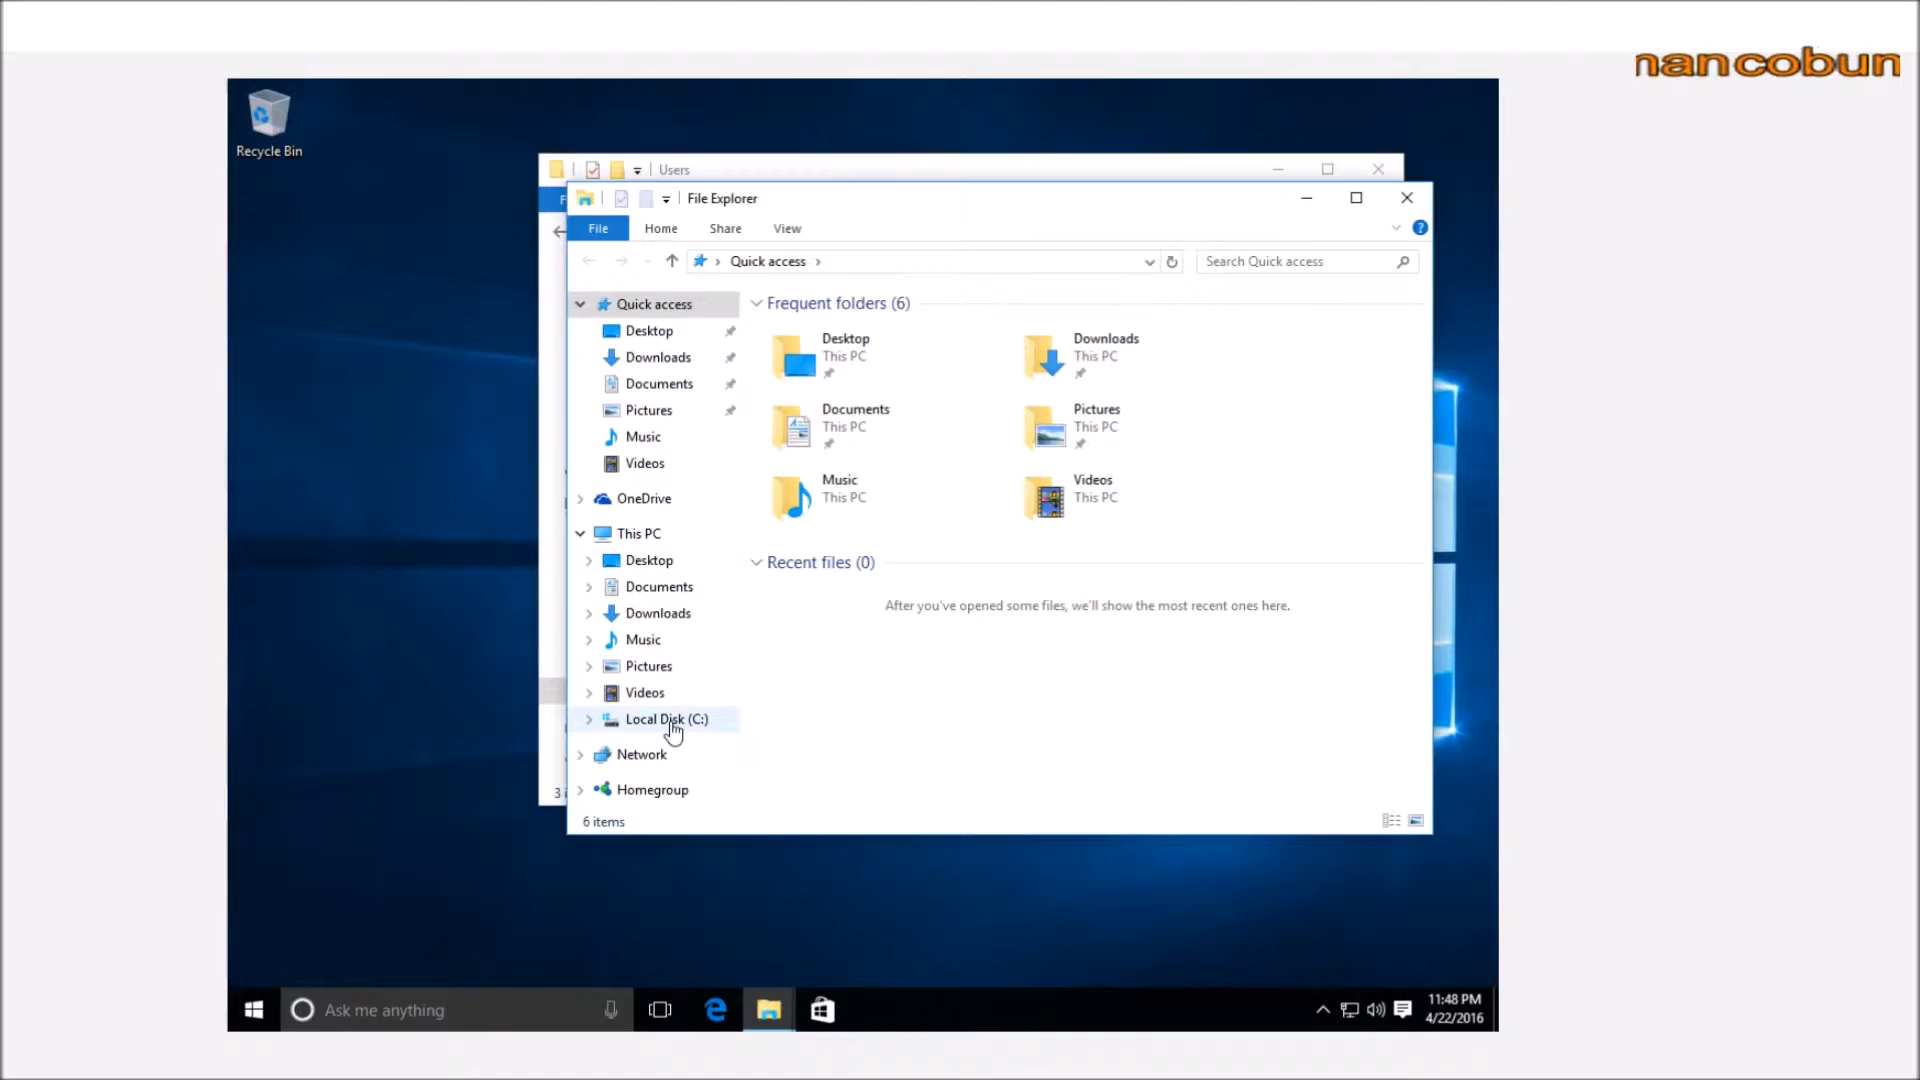 nancobun
Recycle Bin
Users
File Explorer
File Home Share View
Quick access
Search Quick access
Quick access
Desktop
Downloads
Documents
Pictures
Music
Videos
OneDrive
This PC
Desktop
Documents
Downloads
Music
Pictures
Videos
Local Disk (C:)
Network
Homegroup
Frequent folders (6)
Desktop
This PC
Downloads
This PC
Documents
This PC
Pictures
This PC
Music
This PC
Videos
This PC
Recent files (0)
After you've opened some files, we'll show the most recent ones here.
6 items
Ask me anything
11:48 PM
4/22/2016